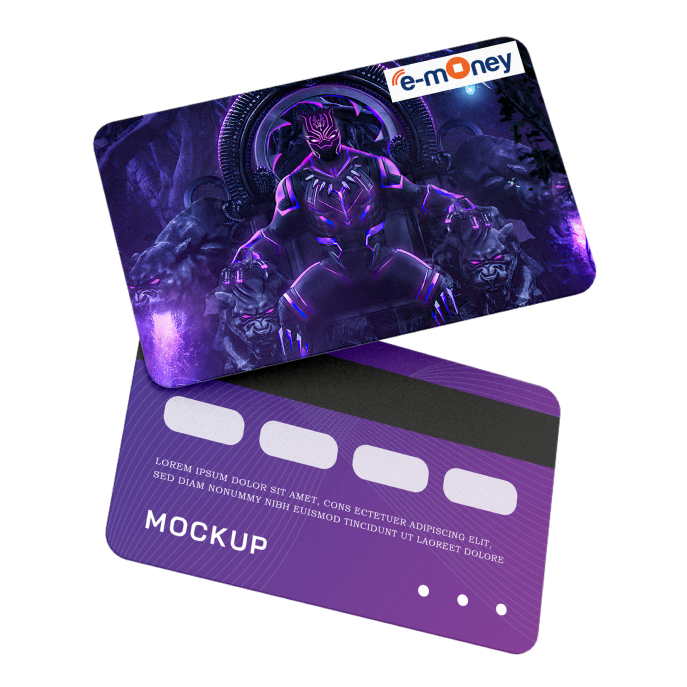 e-money
LOREM IPSUM DOLOR SIT AMET, CONS ECTETUER ADIPISCING ELIT,
SED DIAM NONUMMY NIBH EUISMOD TINCIDUNT UT LAOREET DOLORE
MOCKUP